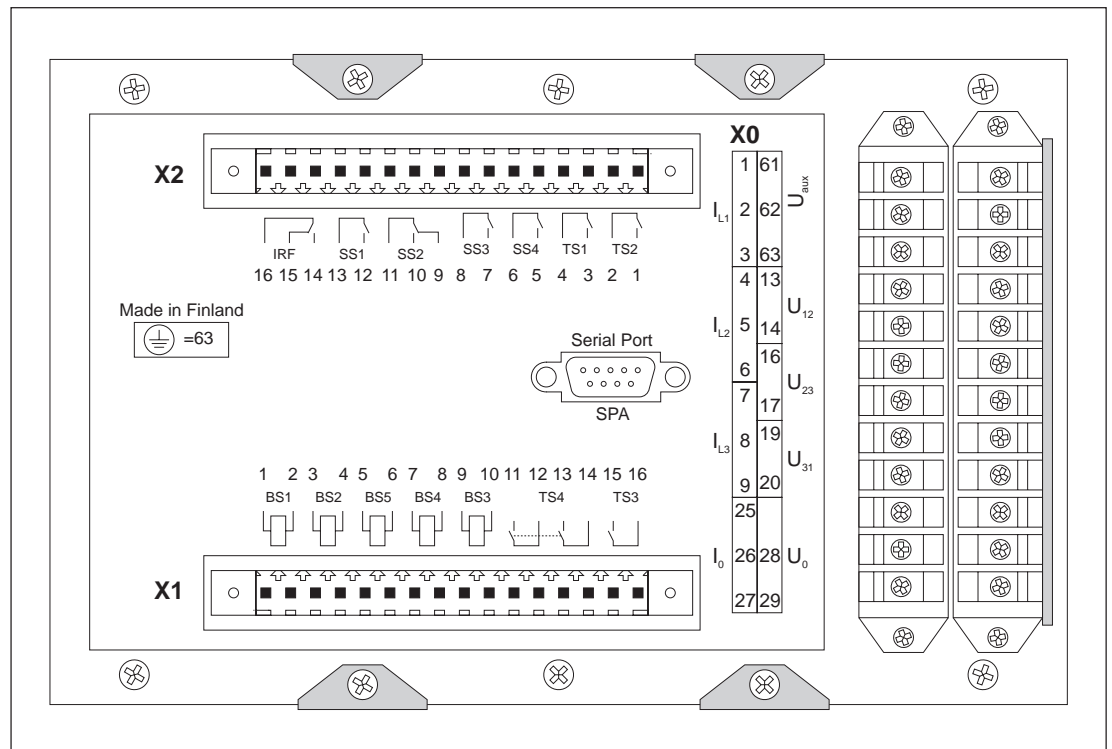 X0
X2
1 61
I L1 2 62 U aux
3 63
IRF SS1 SS2 SS3 SS4 TS1 TS2
16 15 14 13 12 11 10 9 8 7 6 5 4 3 2 1
4 13
U 12
I L2 5 14
6 16
U 23
7 17
I L3 8 19
U 31
9 20
Made in Finland
=63
Serial Port
SPA
1 2 3 4 5 6 7 8 9 10 11 12 13 14 15 16
BS1 BS2 BS5 BS4 BS3 TS4 TS3
25
I 0 26 28 U 0
X1
27 29